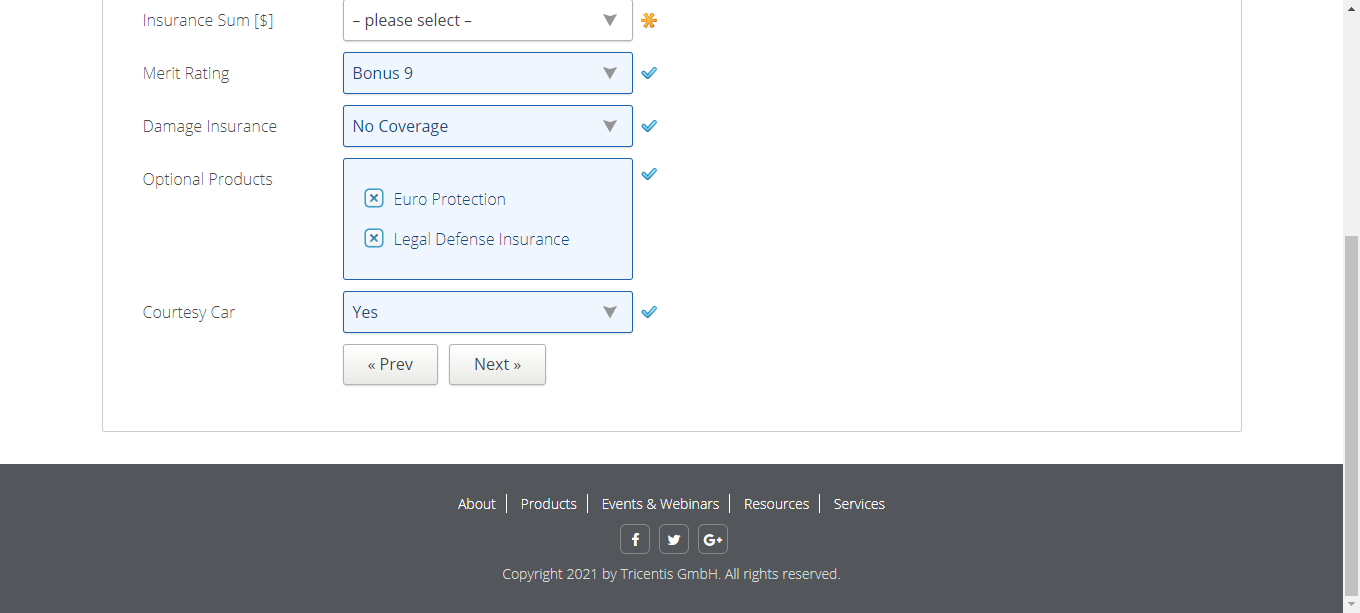 Insurance Sum [$] – please select –
Merit Rating Bonus 9
Damage Insurance No Coverage
Optional Products
Euro Protection
Legal Defense Insurance
Courtesy Car Yes
« Prev Next »
About Products Events & Webinars Resources Services
Copyright 2021 by Tricentis GmbH. All rights reserved.